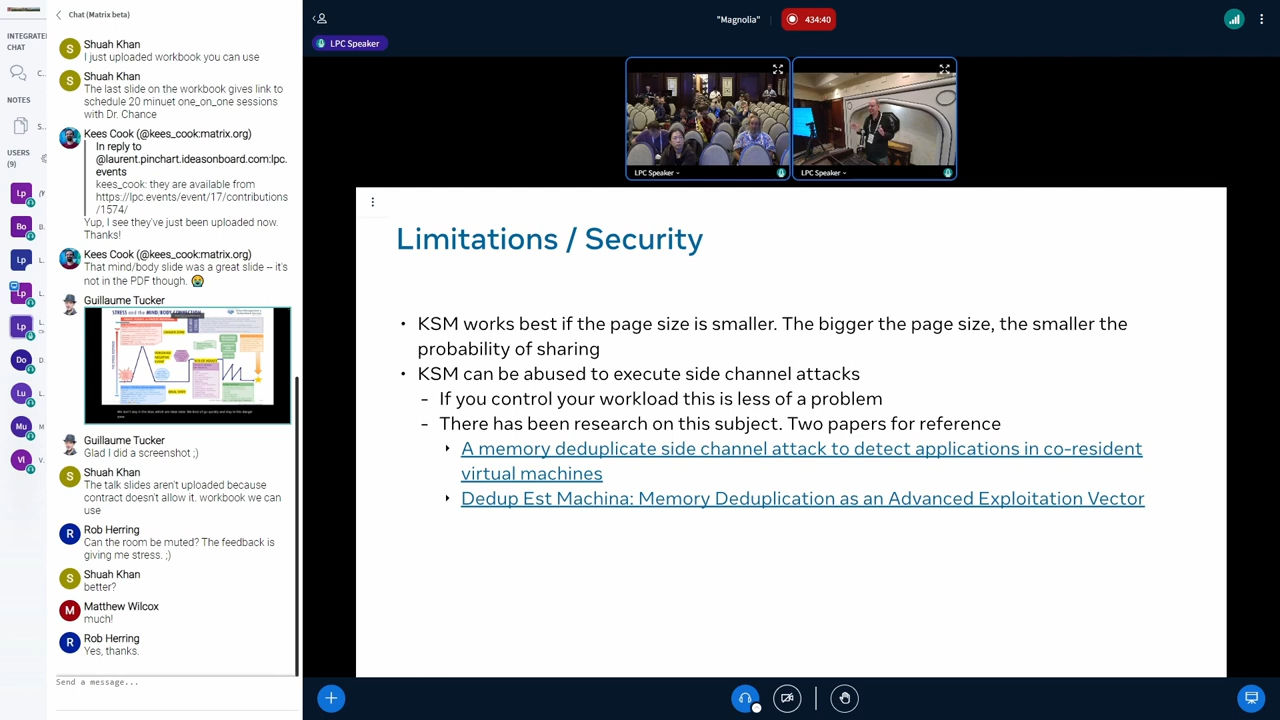 Chat (Matrix beta)
INTEGRATE
CHAT
C..
NOTES
S..
USERS
(9)
Lp
Bo
Lp
Lp
L
Do
Lu
Mu
Vl
Shuah Khan
I just uploaded workbook you can use
Shuah Khan
The last slide on the workbook gives link to
schedule 20 minuet one_on_one sessions
with Dr. Chance
Kees Cook (@kees_cook:matrix.org)
In reply to
@laurent.pinchart.ideasonboard.com:lpc.
events
kees_cook: they are available from
https://lpc.events/event/17/contributions
/1574/
Yup, I see they've just been uploaded now.
Thanks!
Kees Cook (@kees_cook:matrix.org)
That mind/body slide was a great slide -- it's
not in the PDF though.
Guillaume Tucker
STRESS and the MIND/BODY CONNECTION
Guillaume Tucker
Glad I did a screenshot ;)
Shuah Khan
The talk slides aren't uploaded because
contract doesn't allow it. workbook we can
use
Rob Herring
Can the room be muted? The feedback is
giving me stress. ;)
Shuah Khan
better?
Matthew Wilcox
much!
Rob Herring
Yes, thanks.
Send a message...
"Magnolia"
434:40
LPC Speaker
LPC Speaker
LPC Speaker
Limitations / Security
• KSM works best if the page size is smaller. The bigger the page size, the smaller the
probability of sharing
• KSM can be abused to execute side channel attacks
- If you control your workload this is less of a problem
- There has been research on this subject. Two papers for reference
‣ A memory deduplicate side channel attack to detect applications in co-resident
virtual machines
‣ Dedup Est Machina: Memory Deduplication as an Advanced Exploitation Vector